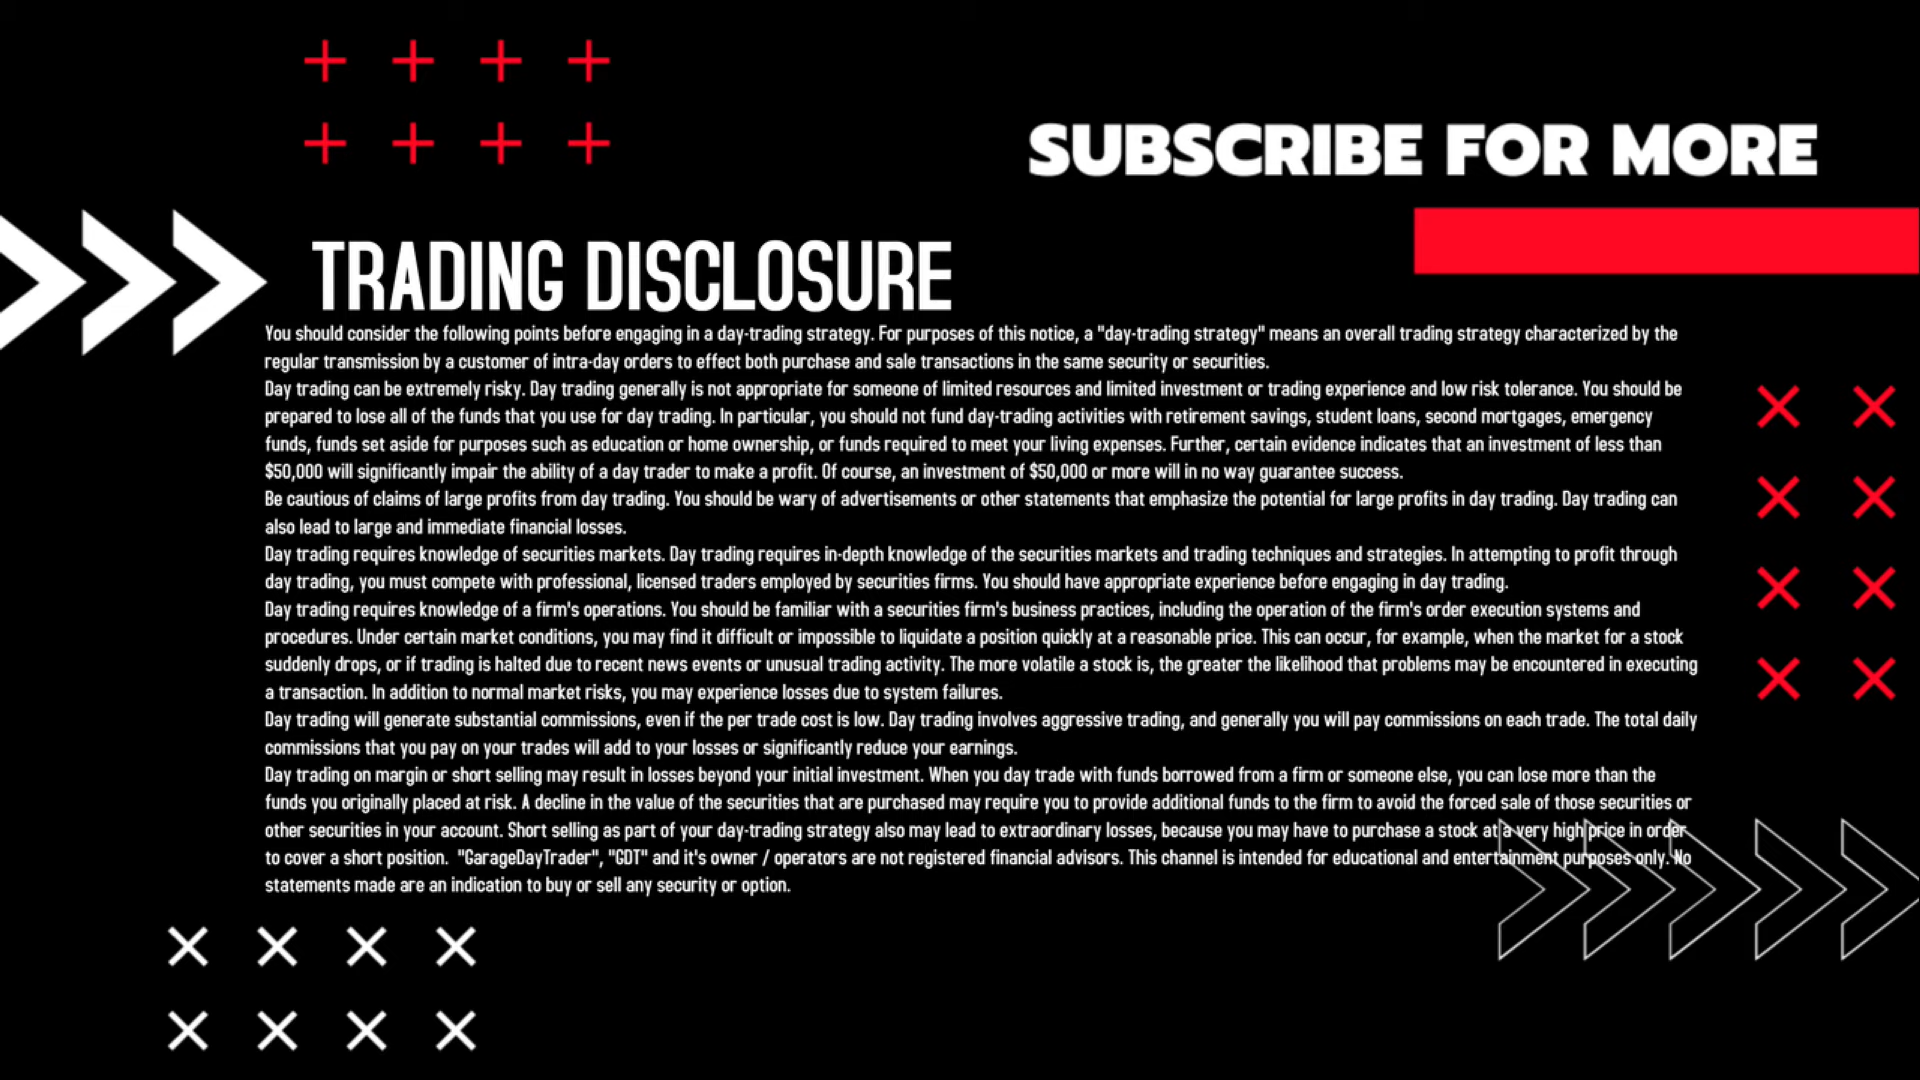 SUBSCRIBE FOR MORE
TRADING DISCLOSURE
You should consider the following points before engaging in a day-trading strategy. For purposes of this notice, a "day-trading strategy" means an overall trading strategy characterized by the
regular transmission by a customer of intra-day orders to effect both purchase and sale transactions in the same security or securities.
Day trading can be extremely risky. Day trading generally is not appropriate for someone of limited resources and limited investment or trading experience and low risk tolerance. You should be
prepared to lose all of the funds that you use for day trading. In particular, you should not fund day-trading activities with retirement savings, student loans, second mortgages, emergency
funds, funds set aside for purposes such as education or home ownership, or funds required to meet your living expenses. Further, certain evidence indicates that an investment of less than
$50,000 will significantly impair the ability of a day trader to make a profit. Of course, an investment of $50,000 or more will in no way guarantee success.
Be cautious of claims of large profits from day trading. You should be wary of advertisements or other statements that emphasize the potential for large profits in day trading. Day trading can
also lead to large and immediate financial losses.
Day trading requires knowledge of securities markets. Day trading requires in-depth knowledge of the securities markets and trading techniques and strategies. In attempting to profit through
day trading, you must compete with professional, licensed traders employed by securities firms. You should have appropriate experience before engaging in day trading.
Day trading requires knowledge of a firm's operations. You should be familiar with a securities firm's business practices, including the operation of the firm's order execution systems and
procedures. Under certain market conditions, you may find it difficult or impossible to liquidate a position quickly at a reasonable price. This can occur, for example, when the market for a stock
suddenly drops, or if trading is halted due to recent news events or unusual trading activity. The more volatile a stock is, the greater the likelihood that problems may be encountered in executing
a transaction. In addition to normal market risks, you may experience losses due to system failures.
Day trading will generate substantial commissions, even if the per trade cost is low. Day trading involves aggressive trading, and generally you will pay commissions on each trade. The total daily
commissions that you pay on your trades will add to your losses or significantly reduce your earnings.
Day trading on margin or short selling may result in losses beyond your initial investment. When you day trade with funds borrowed from a firm or someone else, you can lose more than the
funds you originally placed at risk. A decline in the value of the securities that are purchased may require you to provide additional funds to the firm to avoid the forced sale of those securities or
other securities in your account. Short selling as part of your day-trading strategy also may lead to extraordinary losses, because you may have to purchase a stock at a very high price in order
to cover a short position.  "GarageDayTrader", "GDT" and it's owner / operators are not registered financial advisors. This channel is intended for educational and entertainment purposes only. No
statements made are an indication to buy or sell any security or option.